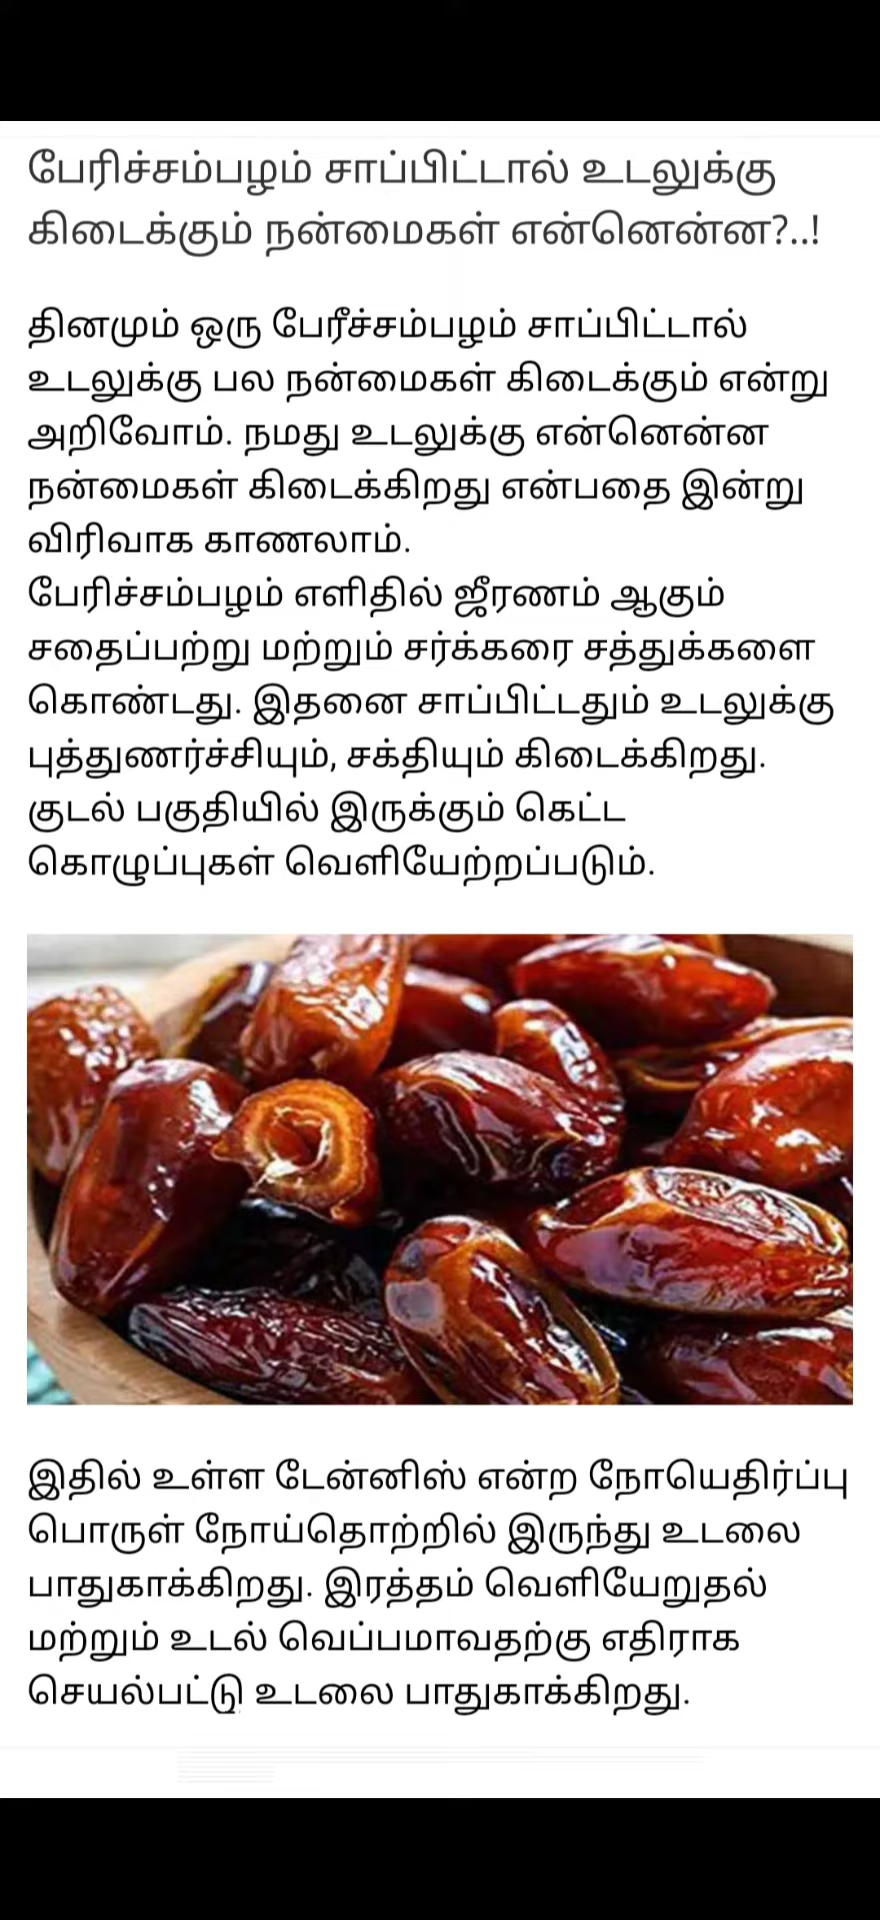 பேரிச்சம்பழம் சாப்பிட்டால் உடலுக்கு
கிடைக்கும் நன்மைகள் என்னென்ன?..!
தினமும் ஒரு பேரீச்சம்பழம் சாப்பிட்டால்
உடலுக்கு பல நன்மைகள் கிடைக்கும் என்று
அறிவோம். நமது உடலுக்கு என்னென்ன
நன்மைகள் கிடைக்கிறது என்பதை இன்று
விரிவாக காணலாம்.
பேரிச்சம்பழம் எளிதில் ஜீரணம் ஆகும்
சதைப்பற்று மற்றும் சர்க்கரை சத்துக்களை
கொண்டது. இதனை சாப்பிட்டதும் உடலுக்கு
புத்துணர்ச்சியும், சக்தியும் கிடைக்கிறது.
குடல் பகுதியில் இருக்கும் கெட்ட
கொழுப்புகள் வெளியேற்றப்படும்.
இதில் உள்ள டேன்னிஸ் என்ற நோயெதிர்ப்பு
பொருள் நோய்தொற்றில் இருந்து உடலை
பாதுகாக்கிறது. இரத்தம் வெளியேறுதல்
மற்றும் உடல் வெப்பமாவதற்கு எதிராக
செயல்பட்டு உடலை பாதுகாக்கிறது.